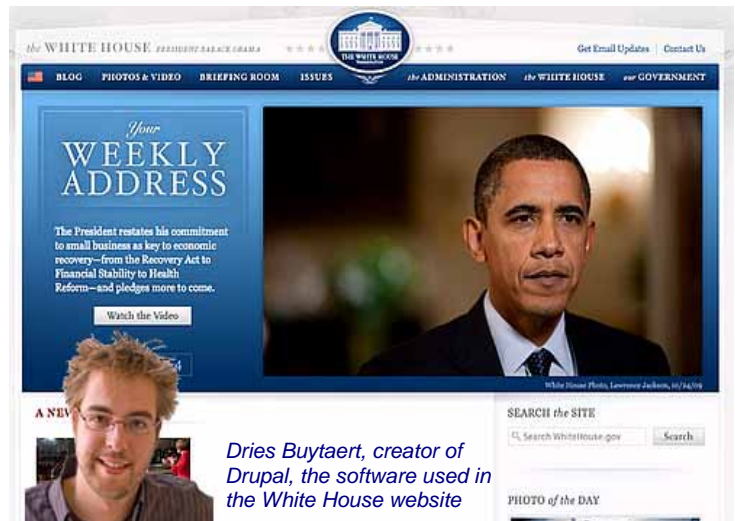 the WHITE HOUSE PRESIDENT BARACK OBAMA
Get Email Updates | Contact Us
THE WHITE HOUSE
BLOG PHOTOS & VIDEO BRIEFING ROOM ISSUES the ADMINISTRATION the WHITE HOUSE our GOVERNMENT
Your
WEEKLY
ADDRESS
The President restates his commitment
to small business as key to economic
recovery—from the Recovery Act to
Financial Stability to Health
Reform—and pledges more to come.
Watch the Video
White House Photo, Lawrence Jackson, 10/24/09
A NEW
SEARCH the SITE
Search WhiteHouse.gov Search
Dries Buytaert, creator of
Drupal, the software used in
the White House website
PHOTO of the DAY